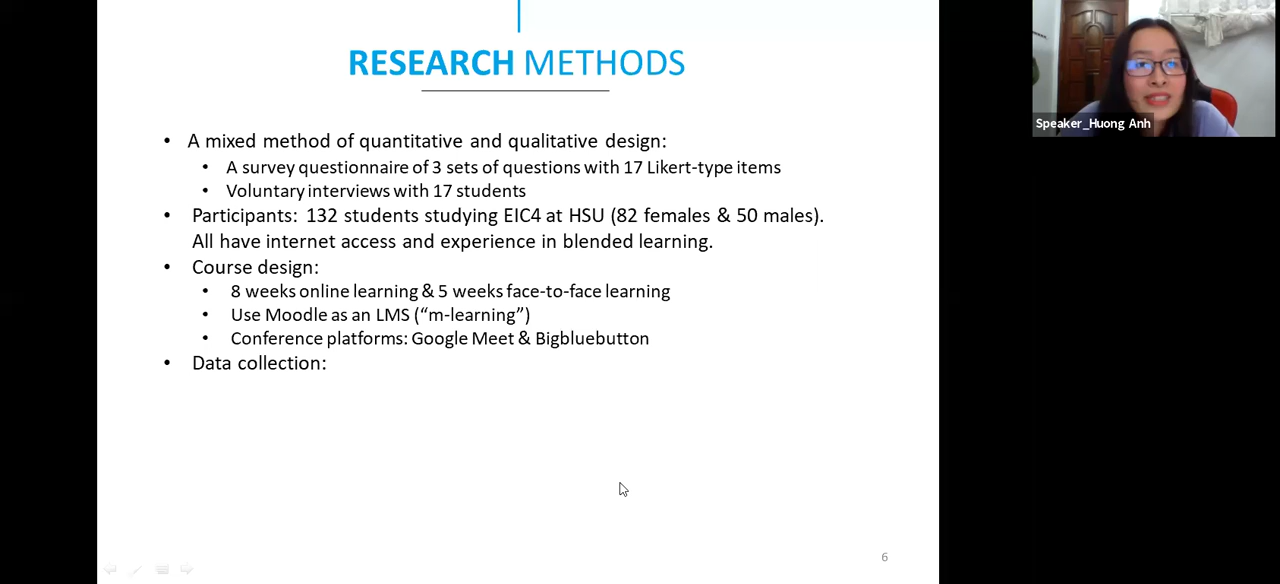 RESEARCH METHODS
• A mixed method of quantitative and qualitative design:
• A survey questionnaire of 3 sets of questions with 17 Likert-type items
• Voluntary interviews with 17 students
• Participants: 132 students studying EIC4 at HSU (82 females & 50 males).
All have internet access and experience in blended learning.
• Course design:
• 8 weeks online learning & 5 weeks face-to-face learning
• Use Moodle as an LMS (“m-learning”)
• Conference platforms: Google Meet & Bigbluebutton
• Data collection:
6
Speaker_Huong Anh